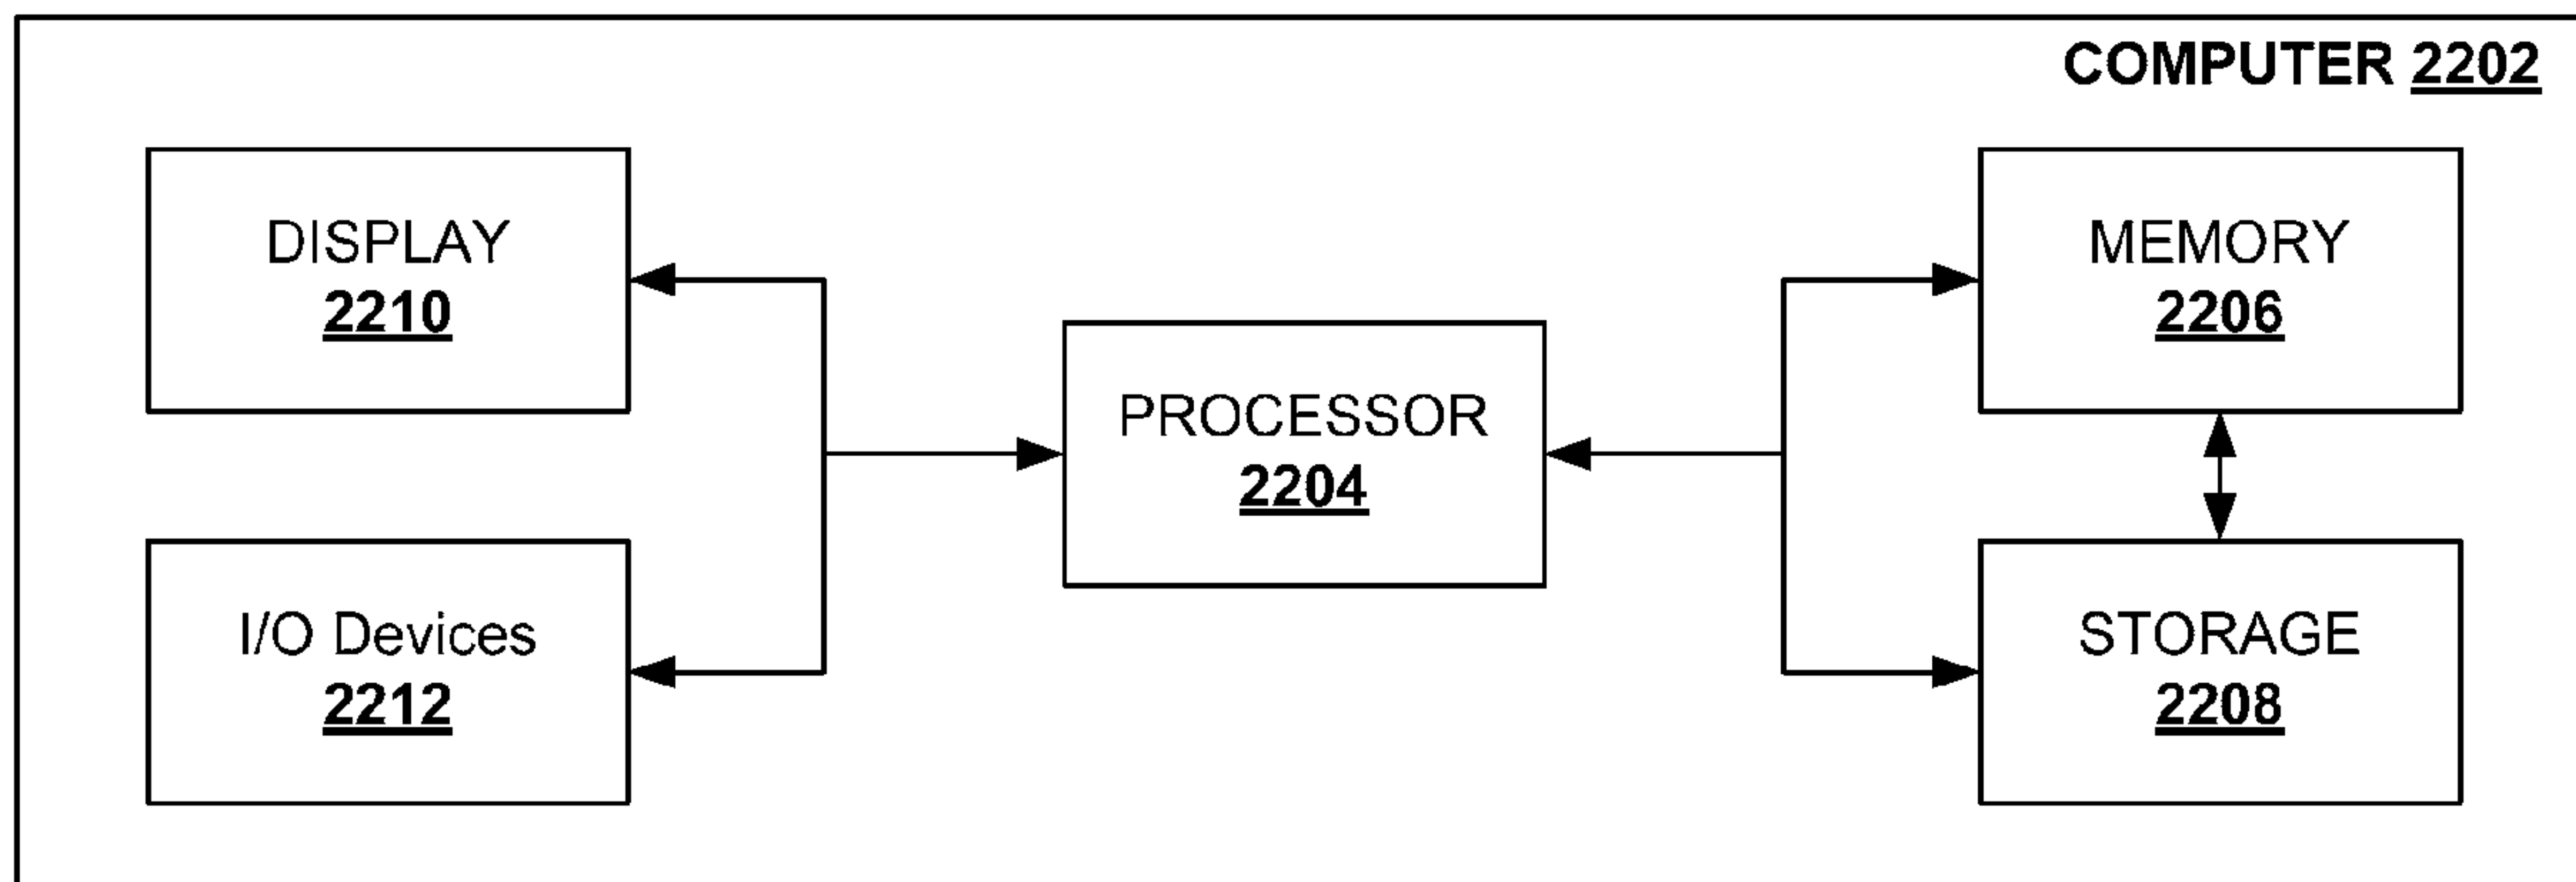 COMPUTER 2202
DISPLAY
2210
MEMORY
2206
PROCESSOR
2204
I/O Devices
2212
STORAGE
2208